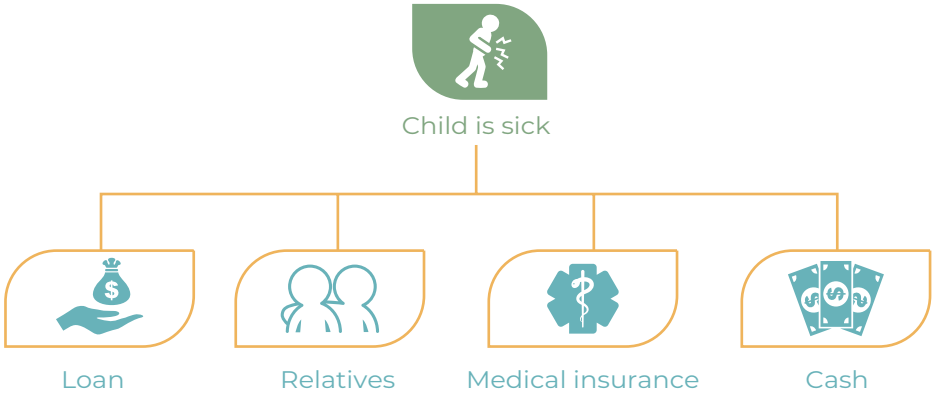 Child is sick
$
Loan
Relatives
Medical insurance
$ $ $
Cash